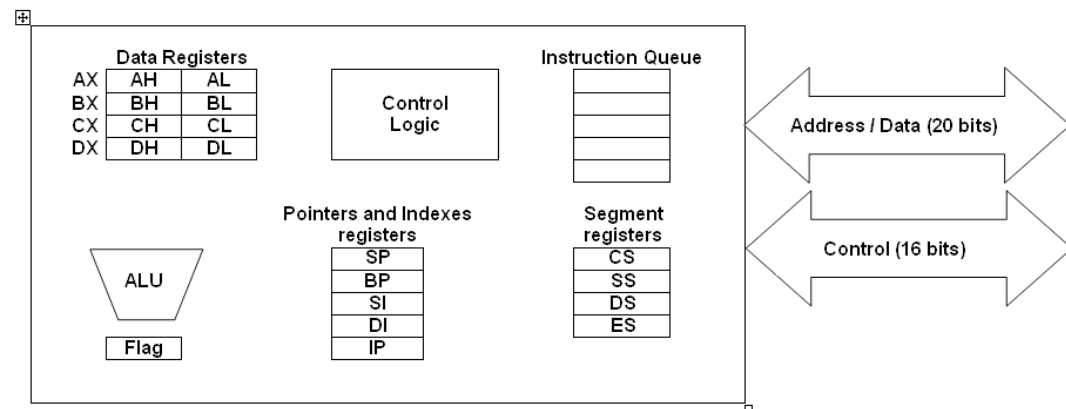 Data Registers
AX AH AL
BX BH BL
CX CH CL
DX DH DL
Control
Logic
Instruction Queue
Address / Data (20 bits)
ALU
Flag
Pointers and Indexes
registers
SP
BP
SI
DI
IP
Segment
registers
CS
SS
DS
ES
Control (16 bits)